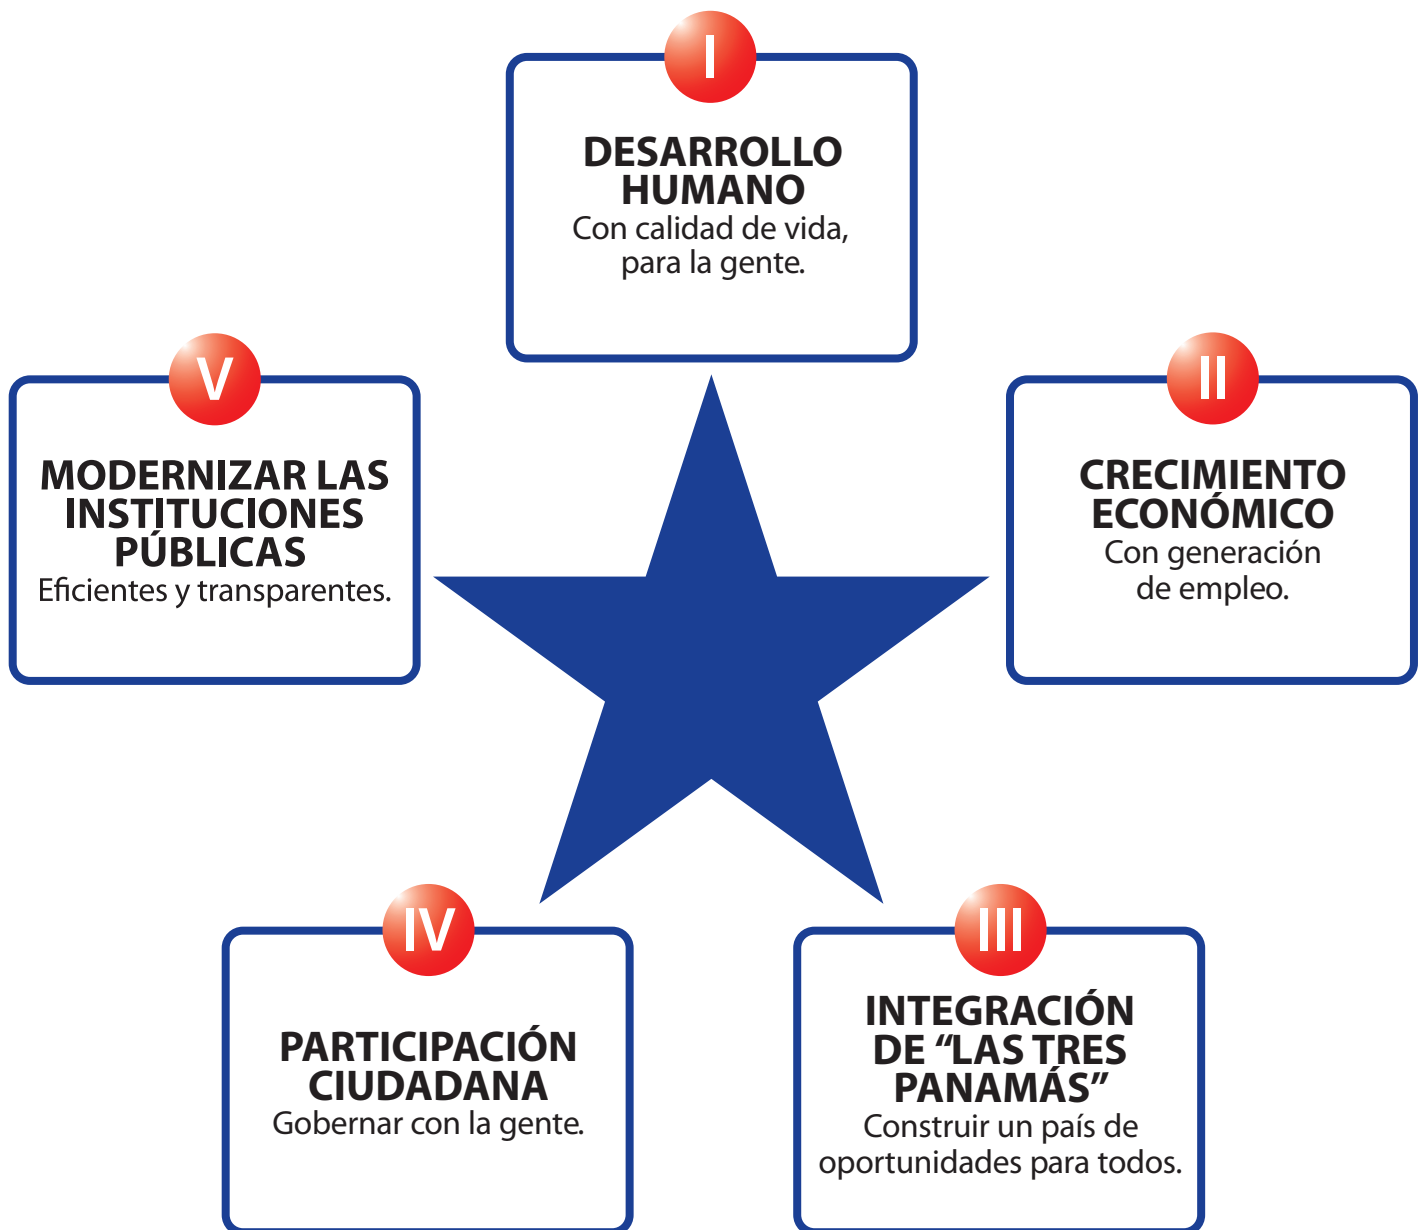 I
DESARROLLO
HUMANO
Con calidad de vida,
para la gente.
II
CRECIMIENTO
ECONÓMICO
Con generación
de empleo.
III
INTEGRACIÓN
DE “LAS TRES
PANAMÁS”
Construir un país de
oportunidades para todos.
IV
PARTICIPACIÓN
CIUDADANA
Gobernar con la gente.
V
MODERNIZAR LAS
INSTITUCIONES
PÚBLICAS
Eficientes y transparentes.